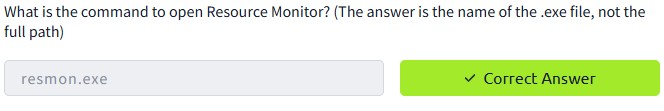 What is the command to open Resource Monitor? (The answer is the name of the .exe file, not the
full path)
resmon.exe
✓ Correct Answer